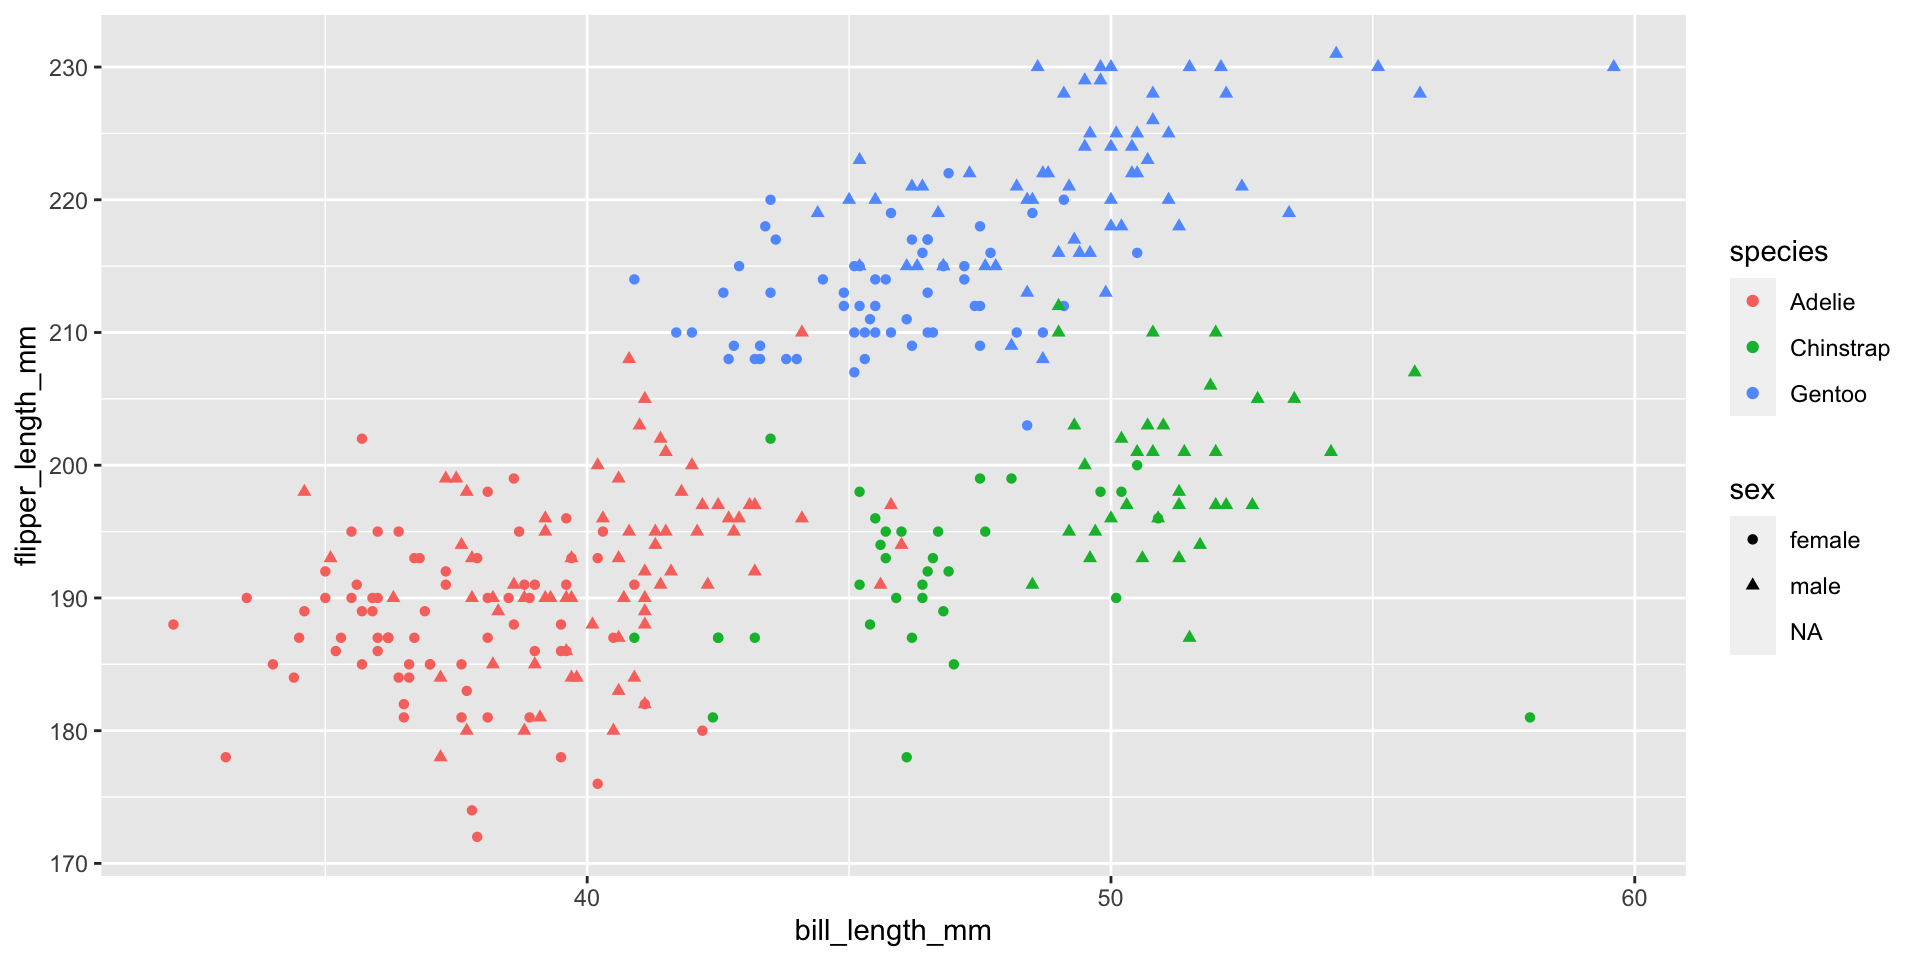 230
220
210
200
190
180
170
flipper_length_mm
40
50
60
bill_length_mm
species
Adelie
Chinstrap
Gentoo
sex
female
male
NA